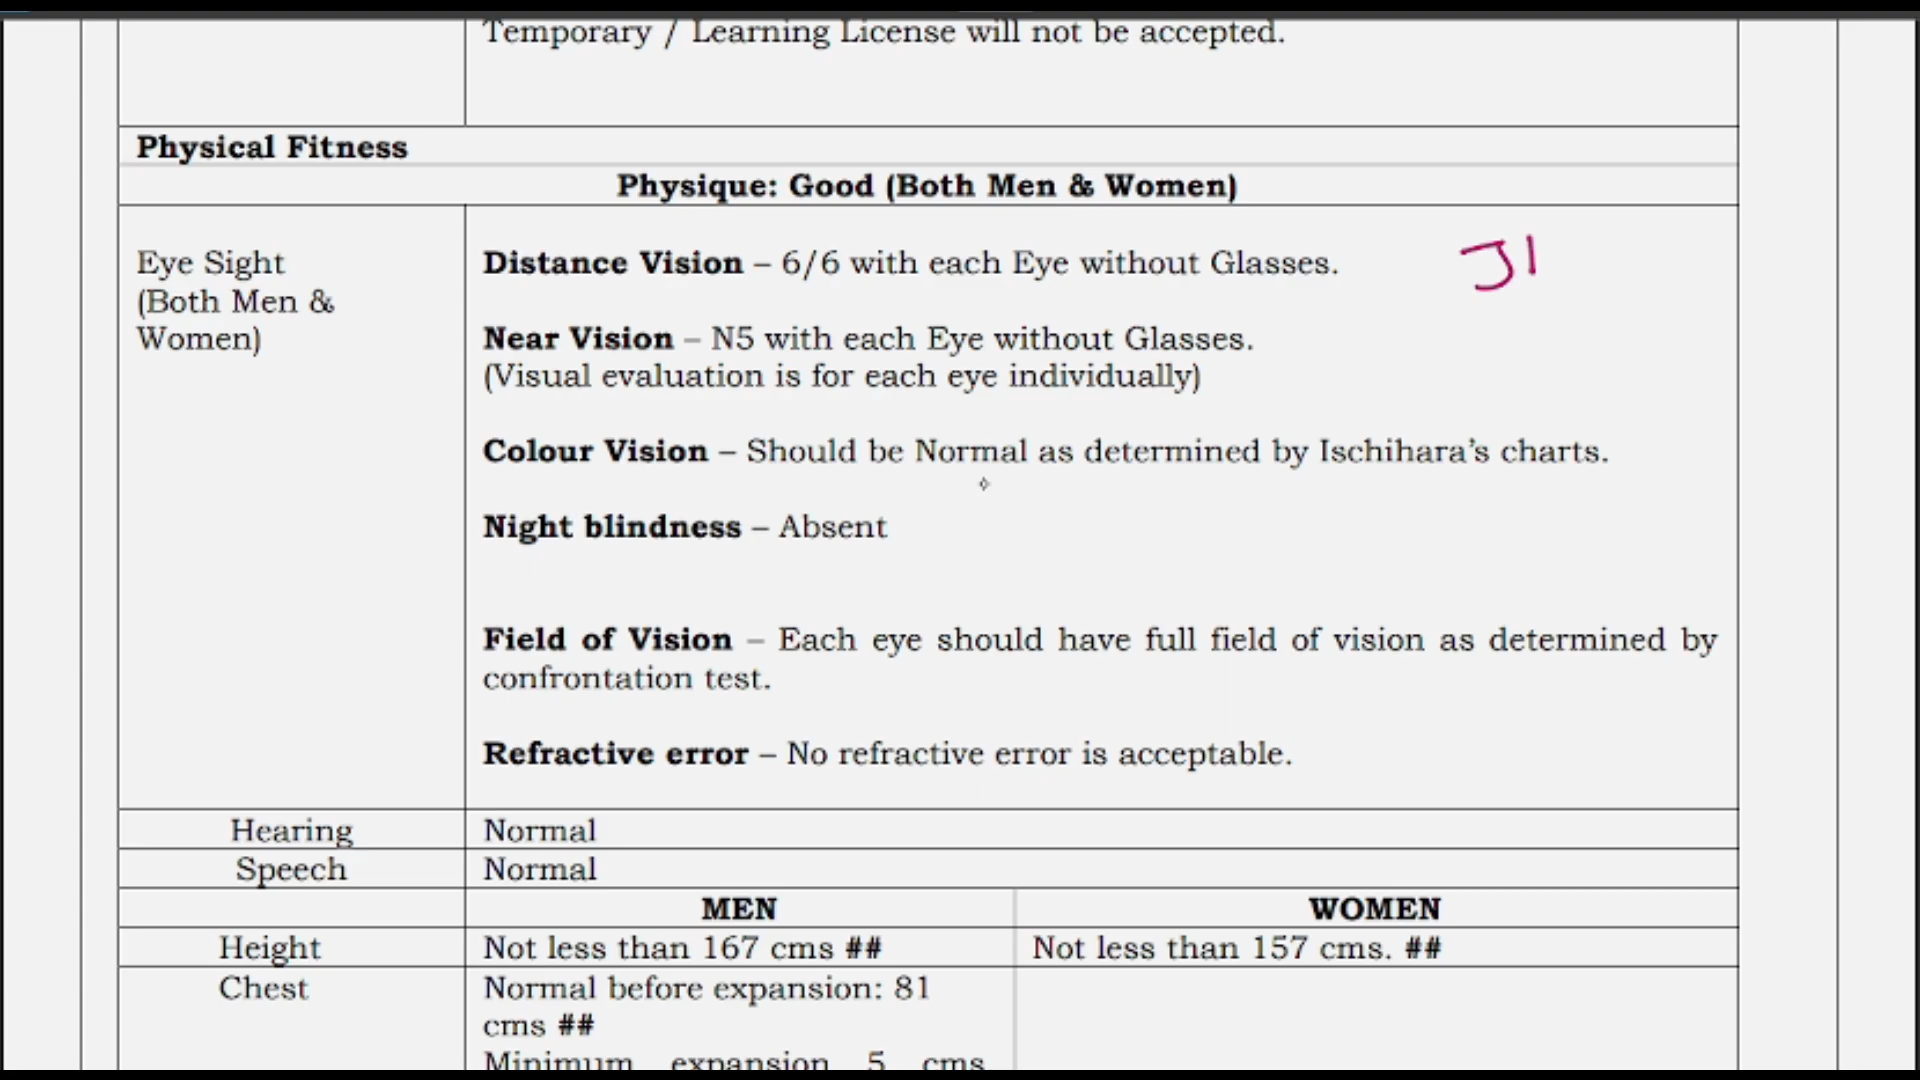 Temporary / Learning License will not be accepted.
Physical Fitness
Physique: Good (Both Men & Women)
Eye Sight
(Both Men &
Women)
Distance Vision – 6/6 with each Eye without Glasses.
J1
Near Vision – N5 with each Eye without Glasses.
(Visual evaluation is for each eye individually)
Colour Vision – Should be Normal as determined by Ischihara’s charts.
Night blindness – Absent
Field of Vision – Each eye should have full field of vision as determined by
confrontation test.
Refractive error – No refractive error is acceptable.
Hearing Normal
Speech Normal
MEN WOMEN
Height Not less than 167 cms ## Not less than 157 cms. ##
Chest Normal before expansion: 81
cms ##
Minimum expansion 5 cms